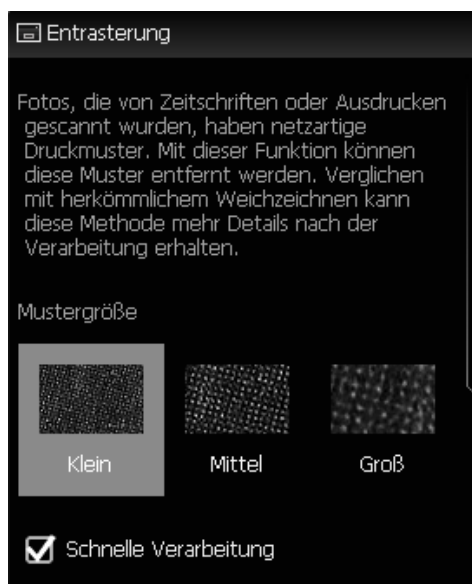 Entrasterung
Fotos, die von Zeitschriften oder Ausdrucken
gescannt wurden, haben netzartige
Druckmuster. Mit dieser Funktion können
diese Muster entfernt werden. Verglichen
mit herkömmlichem Weichzeichnen kann
diese Methode mehr Details nach der
Verarbeitung erhalten.
Mustergröße
Klein Mittel Groß
Schnelle Verarbeitung